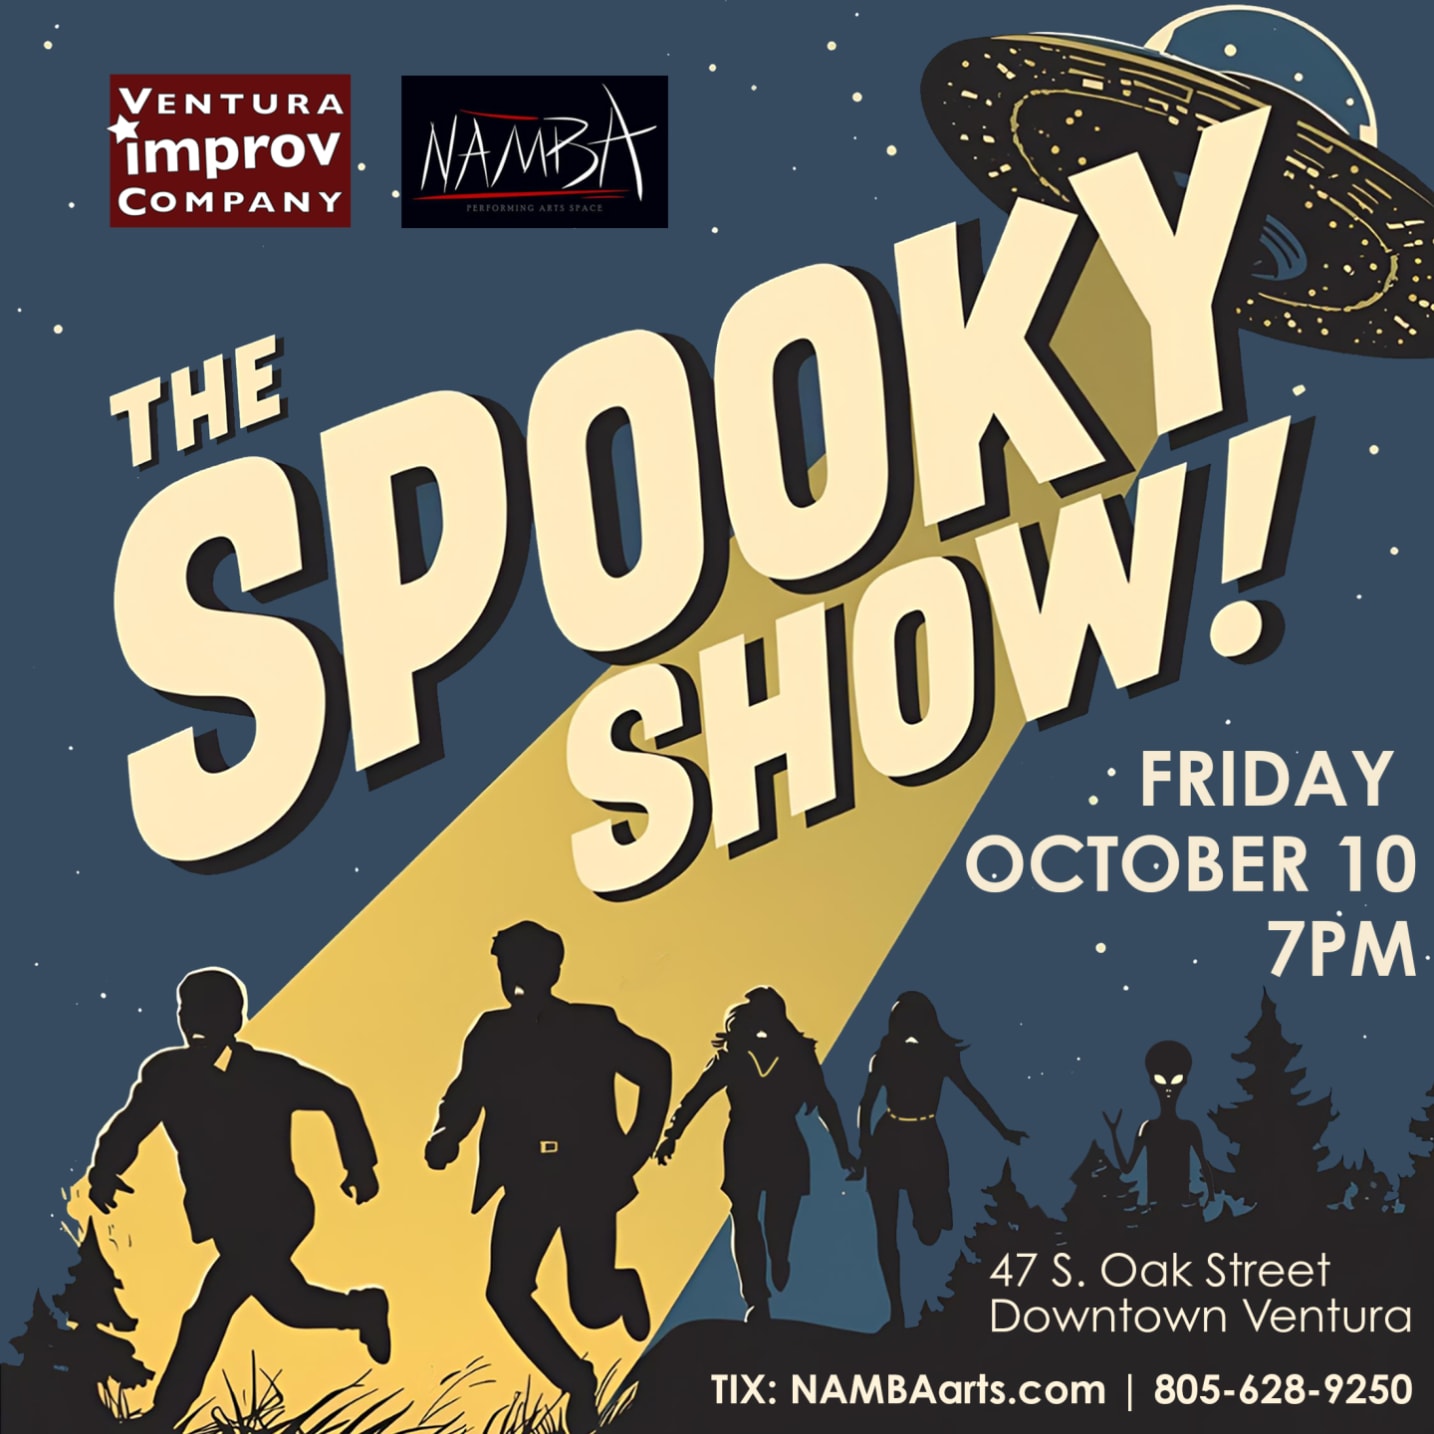 VENTURA
improv
COMPANY
NAMBA
PERFORMING ARTS SPACE
THE
SPOOKY
SHOW!
FRIDAY
OCTOBER 10
7PM
47 S. Oak Street
Downtown Ventura
TIX: NAMBAarts.com | 805-628-9250